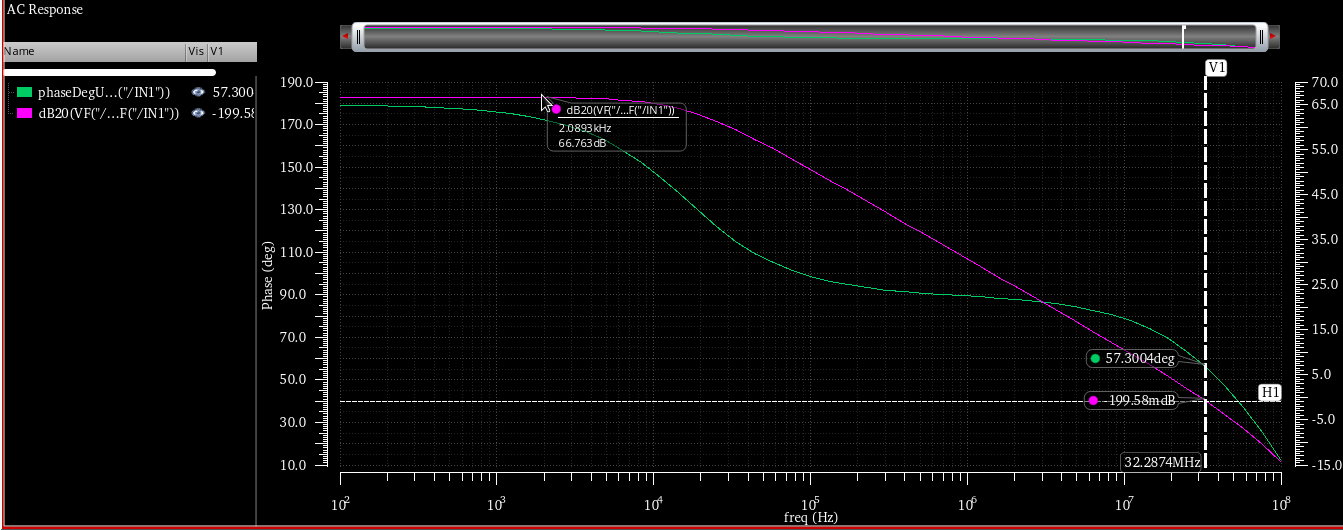 AC Response
Name Vis V1
phaseDegU...("/IN1")) 57.300
dB20(VF("/...F("/IN1")) -199.58
V1
190.0
170.0
150.0
130.0
110.0
90.0
70.0
50.0
30.0
10.0
Phase (deg)
dB20(VF("/...F("/IN1"))
2.0893kHz
66.763dB
57.3004deg
-199.58mdB
H1
32.2874MHz
70.0
65.0
55.0
45.0
35.0
25.0
15.0
5.0
-5.0
-15.0
10² 10³ 10⁴ 10⁵ 10⁶ 10⁷ 10⁸
freq (Hz)